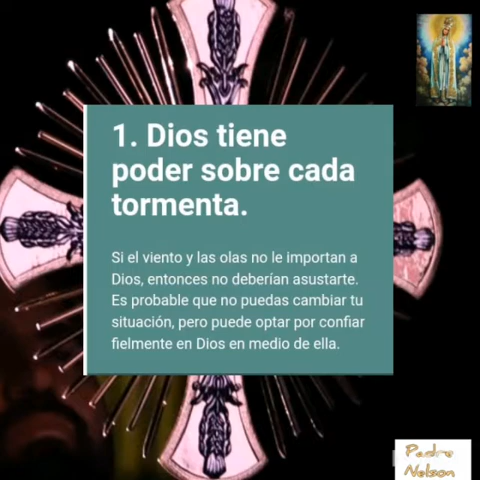 1. Dios tiene
poder sobre cada
tormenta.
Si el viento y las olas no le importan a
Dios, entonces no deberían asustarte.
Es probable que no puedas cambiar tu
situación, pero puede optar por confiar
fielmente en Dios en medio de ella.
Pedro
Nelson